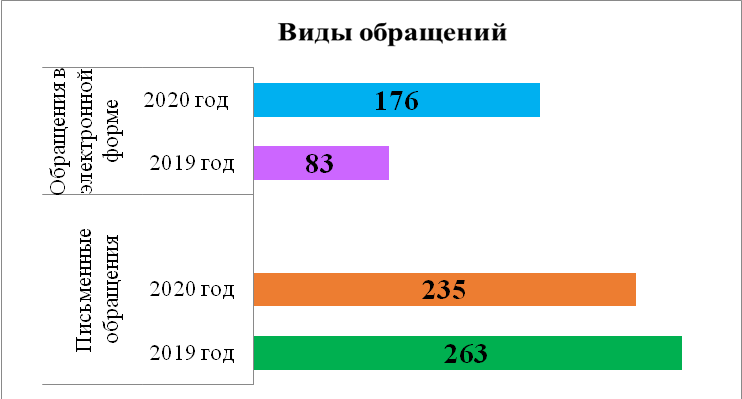 Виды обращений
Обращения в
электронной
форме
2020 год
176
2019 год
83
Письменные
обращения
2020 год
235
2019 год
263